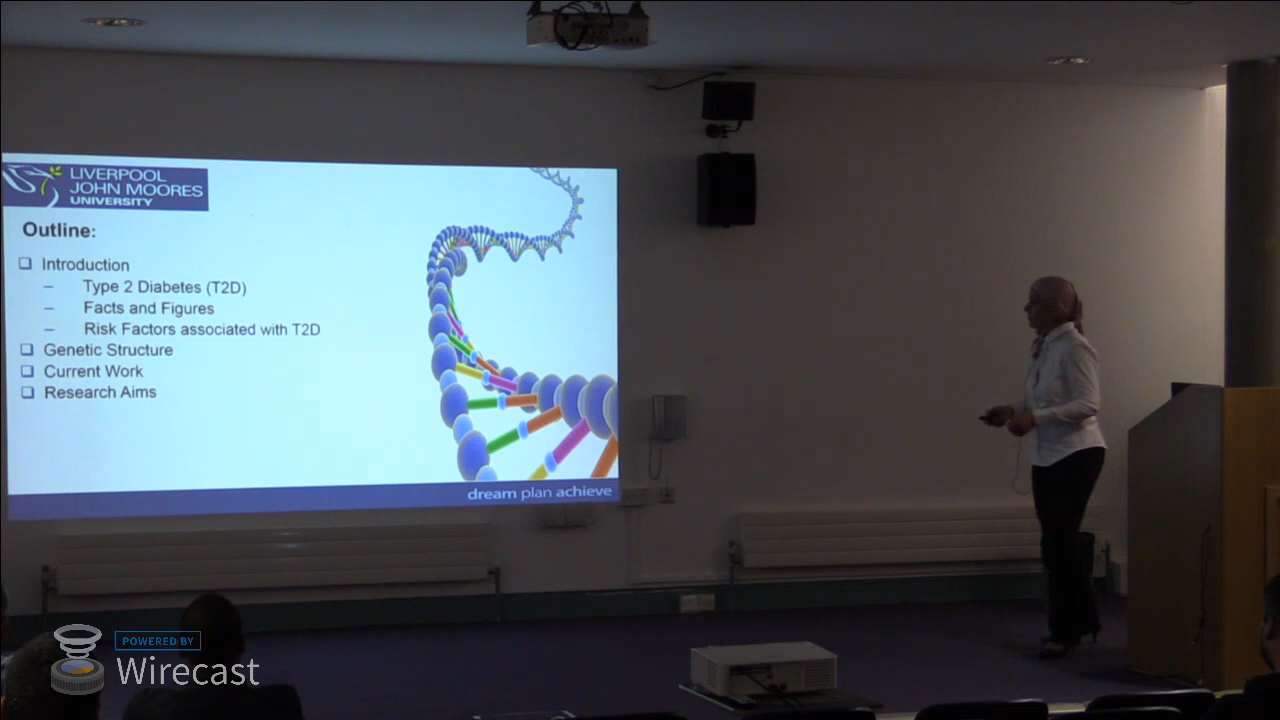 LIVERPOOL
JOHN MOORES
UNIVERSITY
Outline:
❑ Introduction
– Type 2 Diabetes (T2D)
– Facts and Figures
– Risk Factors associated with T2D
❑ Genetic Structure
❑ Current Work
❑ Research Aims
dream plan achieve
POWERED BY
Wirecast